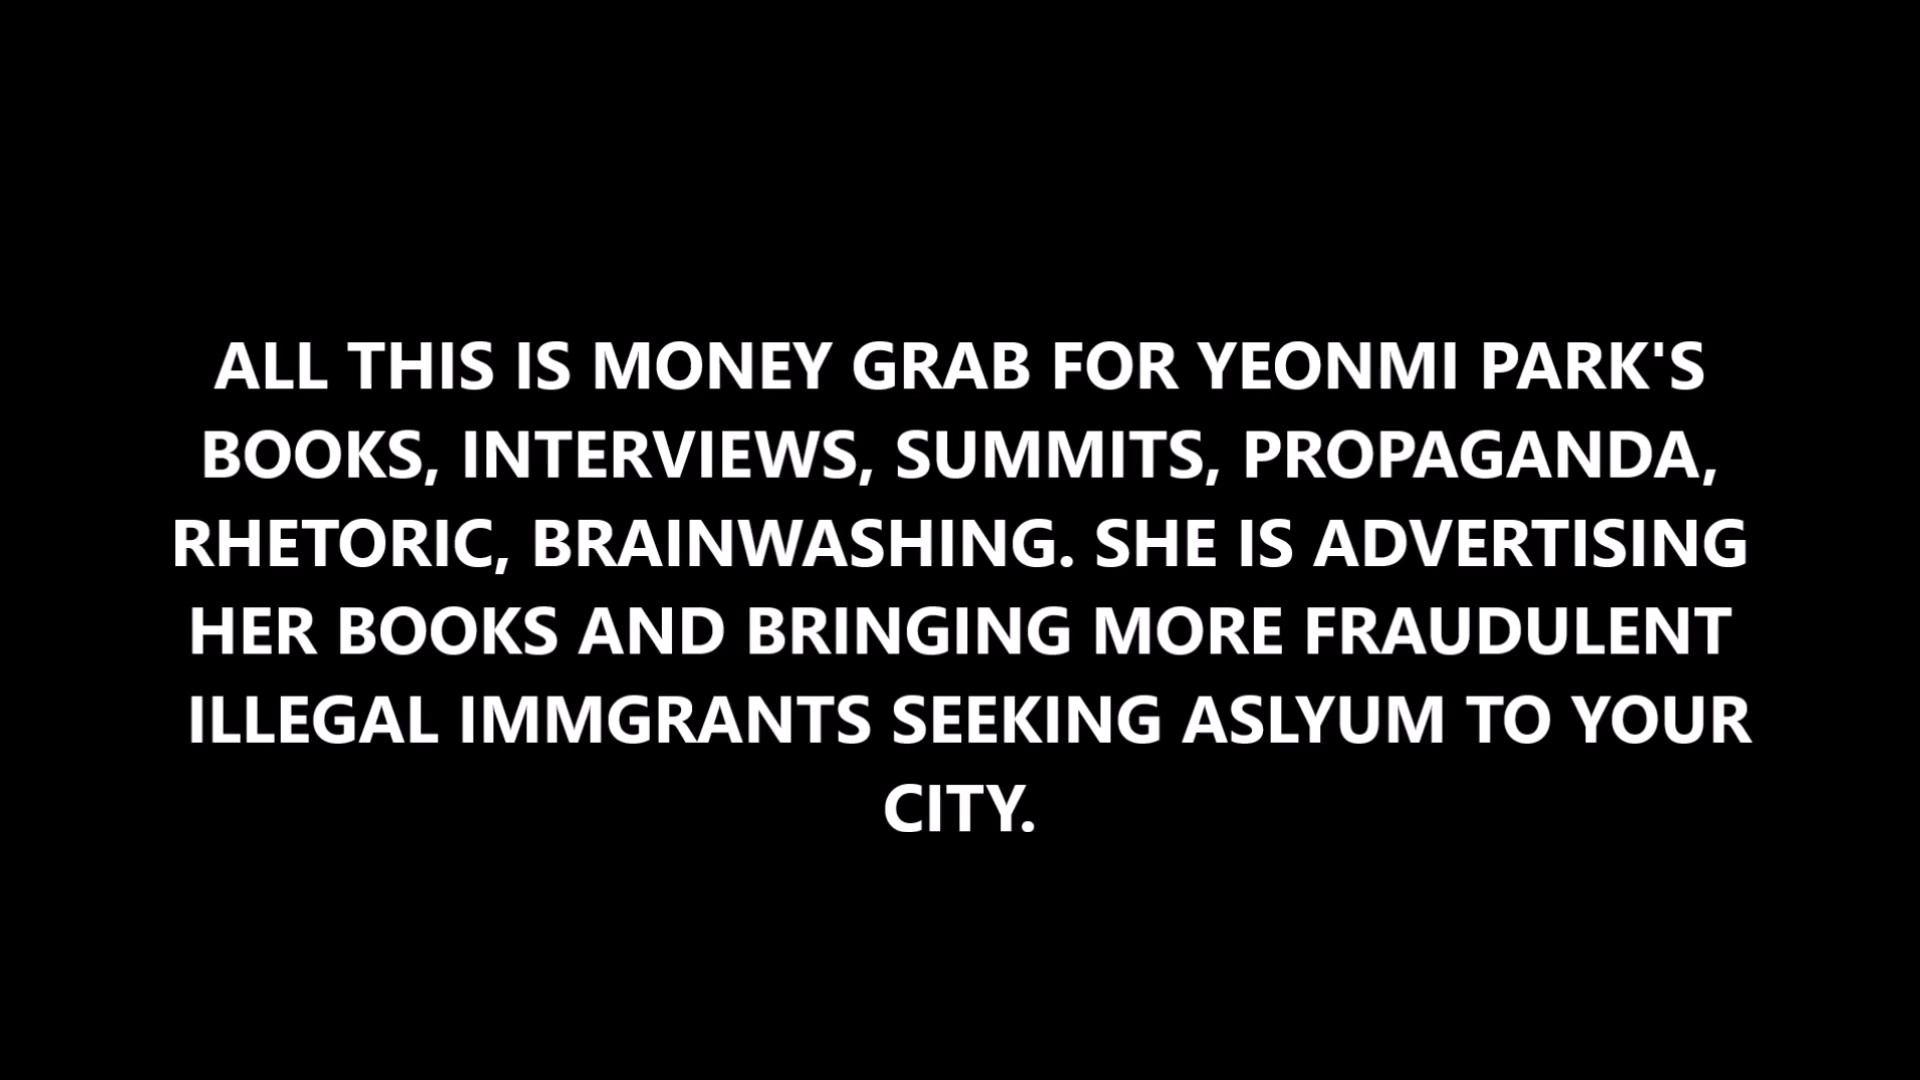 ALL THIS IS MONEY GRAB FOR YEONMI PARK'S
BOOKS, INTERVIEWS, SUMMITS, PROPAGANDA,
RHETORIC, BRAINWASHING. SHE IS ADVERTISING
HER BOOKS AND BRINGING MORE FRAUDULENT
ILLEGAL IMMGRANTS SEEKING ASLYUM TO YOUR
CITY.